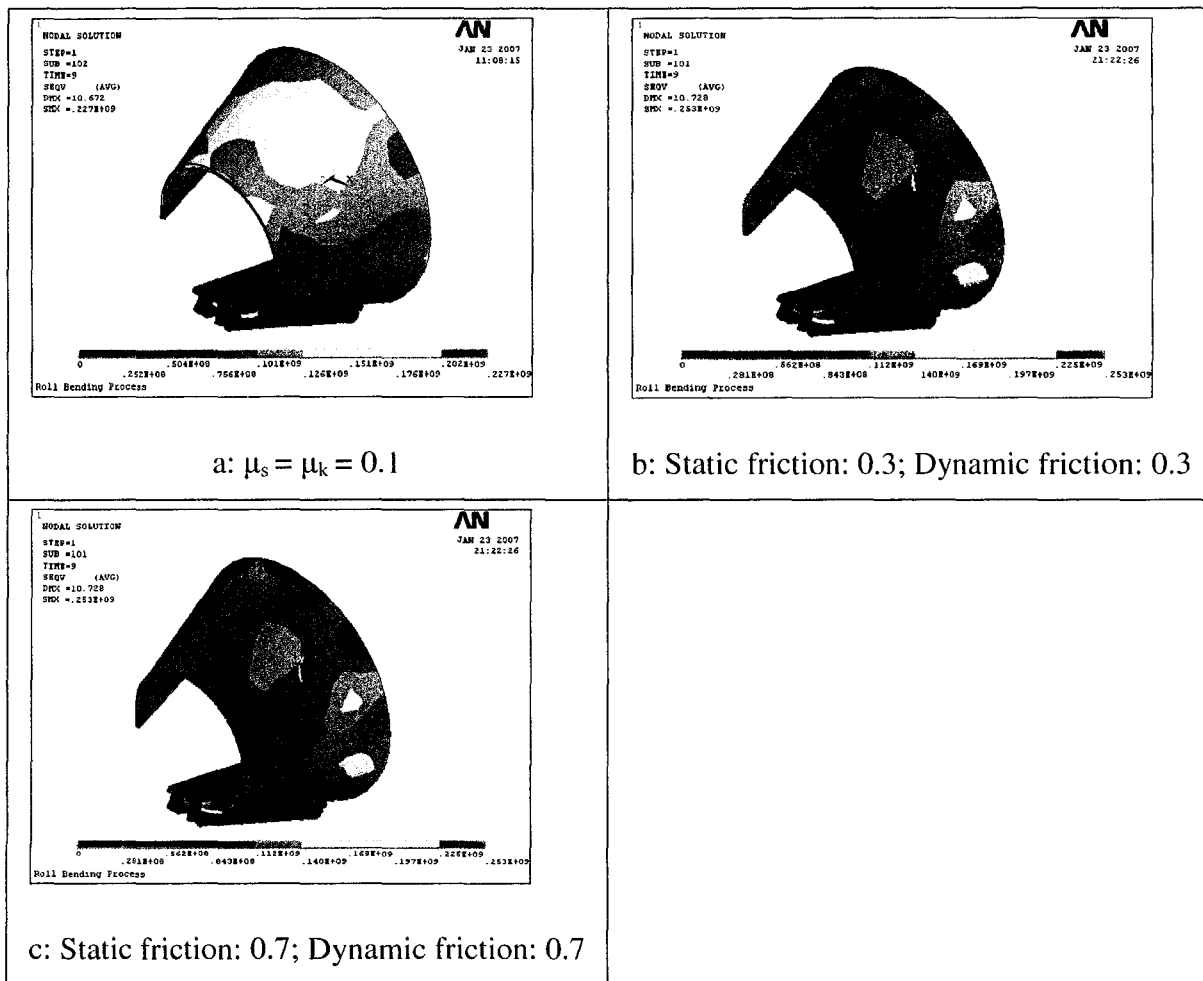 1
NODAL SOLUTION
STEP=1
SUB =102
TIME=9
SEQV (AVG)
DMX =10.672
SMX =.227E+09
AN
JAN 23 2007
11:08:15
0 .504E+08 .101E+09 .151E+09 .202E+09
.252E+08 .756E+08 .126E+09 .176E+09 .227E+09
Roll Bending Process
a: μs = μk = 0.1
1
NODAL SOLUTION
STEP=1
SUB =101
TIME=9
SEQV (AVG)
DMX =10.728
SMX =.253E+09
AN
JAN 23 2007
21:22:26
0 .562E+08 .112E+09 .169E+09 .225E+09
.281E+08 .843E+08 140E+09 .197E+09 .253E+09
Roll Bending Process
b: Static friction: 0.3; Dynamic friction: 0.3
1
NODAL SOLUTION
STEP=1
SUB =101
TIME=9
SEQV (AVG)
DMX =10.728
SMX =.253E+09
AN
JAN 23 2007
21:22:26
0 .562E+08 .112E+09 .169E+09 .225E+09
.281E+08 .843E+08 .140E+09 .197E+09 .253E+09
Roll Bending Process
c: Static friction: 0.7; Dynamic friction: 0.7